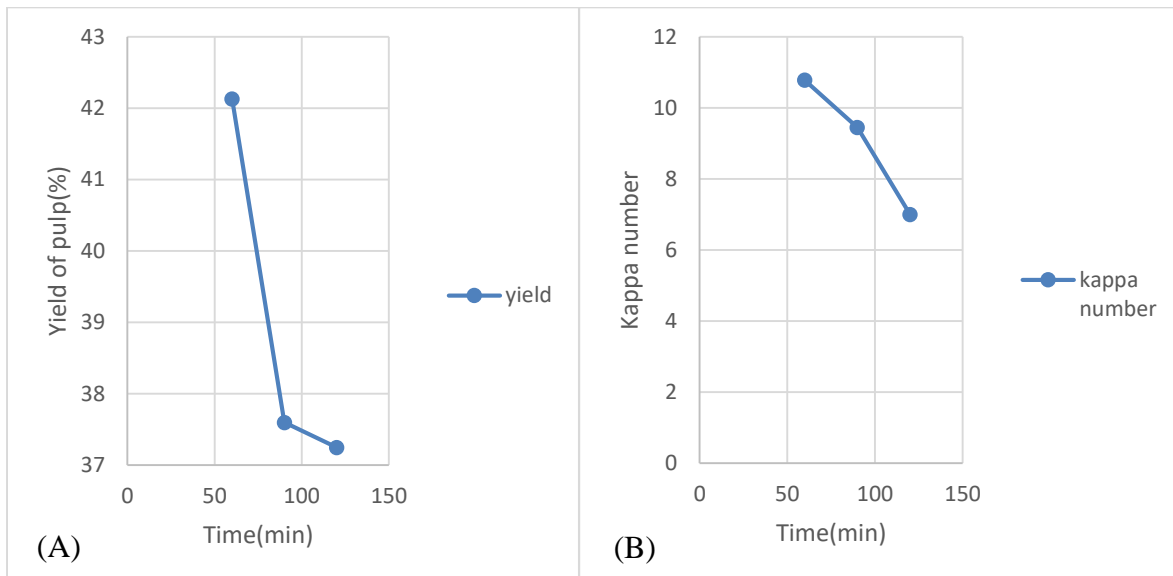 43
42
41
40
39
38
37
Yield of pulp(%)
0 50 100 150
Time(min)
yield
(A)
12
10
8
6
4
2
0
Kappa number
0 50 100 150
Time(min)
kappa
number
(B)